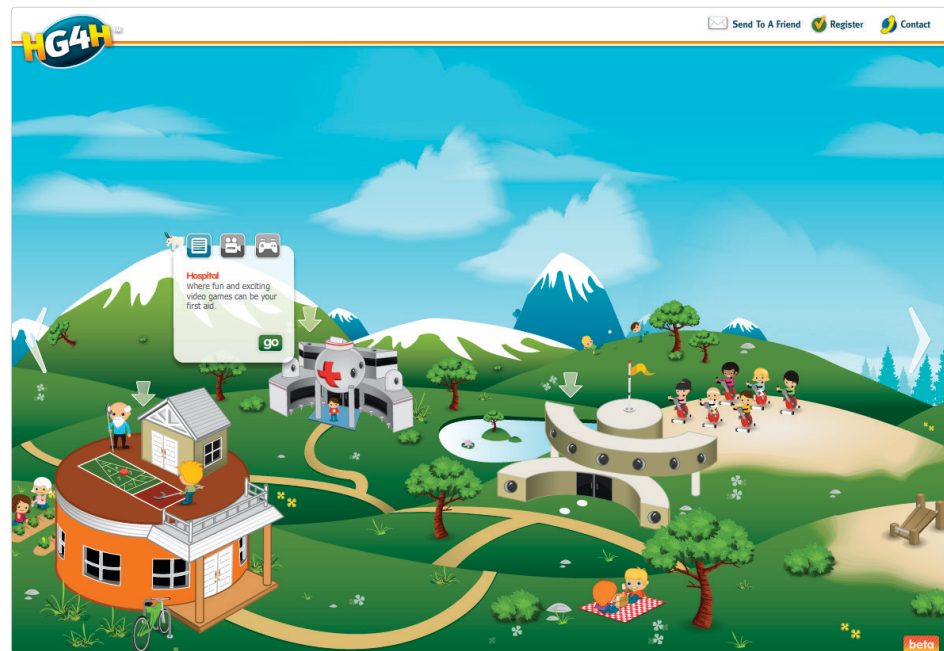 HG4H
Send To A Friend
Register
Contact
Hospital
Where fun and exciting
video games can be your
first aid.
go
beta